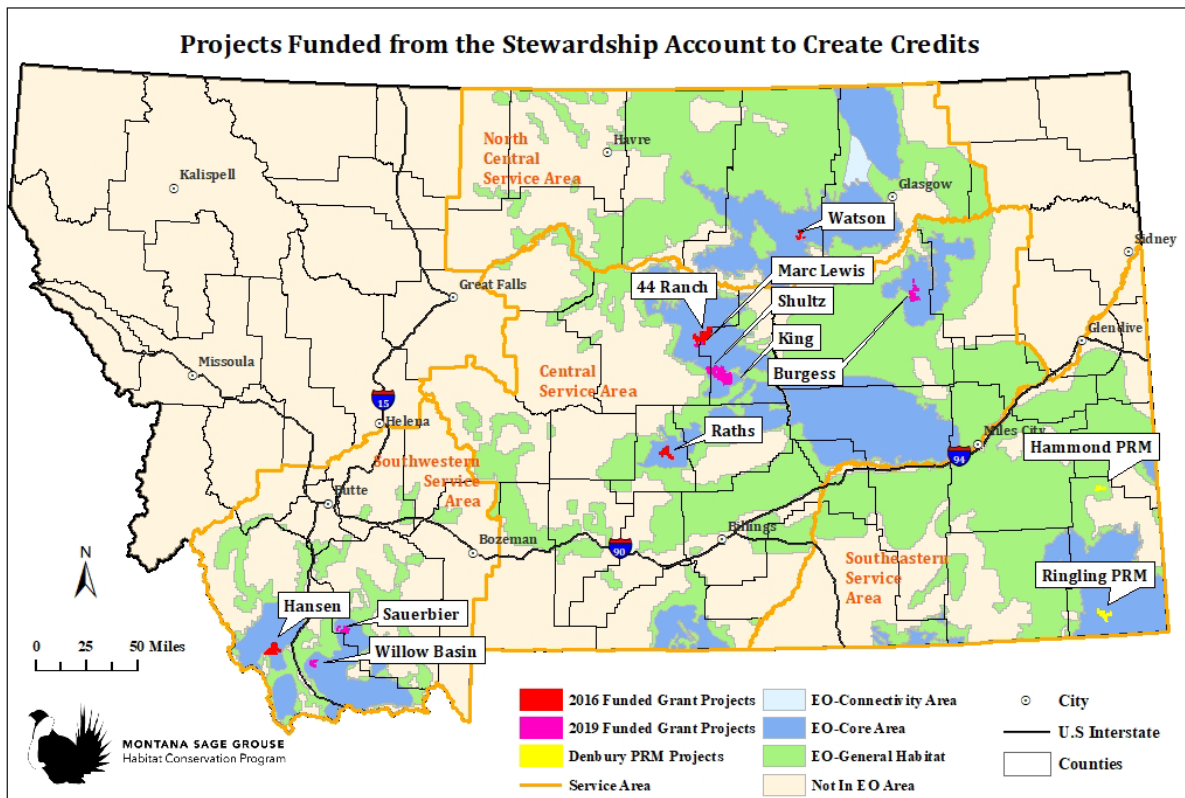 Projects Funded from the Stewardship Account to Create Credits
North
Central
Service Area
Havre
Kalispell
Glasgow
Watson
Sidney
Marc Lewis
44 Ranch
Great Falls
Shultz
King
Glendive
Missoula
Central
Service Area
Burgess
15
Helena
Raths
Miles City
Hammond PRM
Southwestern
Service
Area
94
Butte
Billings
Bozeman
90
Southeastern
Service
Area
Ringling PRM
N
Hansen
Sauerbier
Willow Basin
0 25 50 Miles
2016 Funded Grant Projects
2019 Funded Grant Projects
Denbury PRM Projects
Service Area
EO-Connectivity Area
EO-Core Area
EO-General Habitat
Not In EO Area
City
U.S Interstate
Counties
MONTANA SAGE GROUSE
Habitat Conservation Program